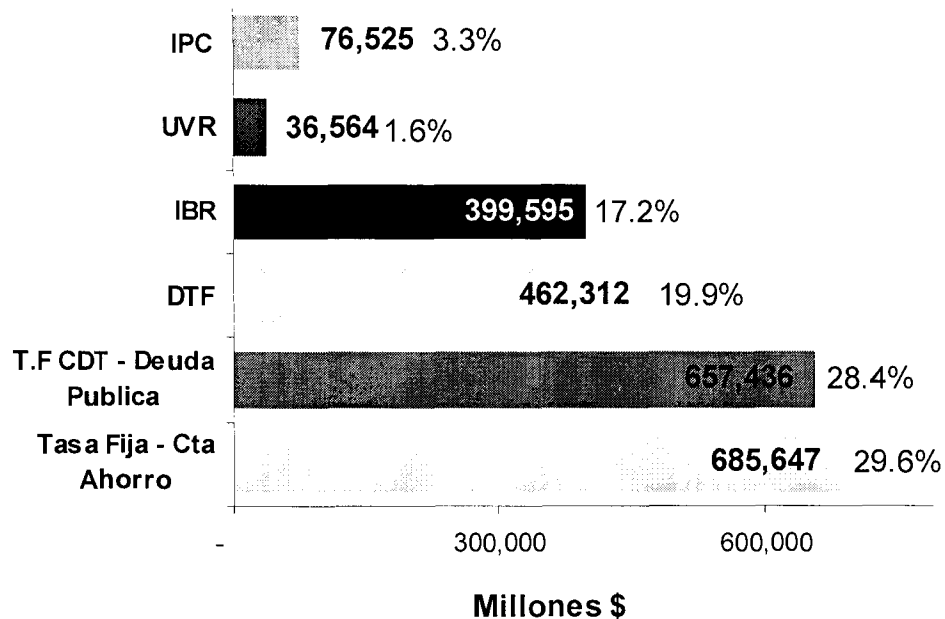 IPC 76,525 3.3%
UVR 36,564 1.6%
IBR 399,595 17.2%
DTF 462,312 19.9%
T.F CDT - Deuda
Publica
657,436 28.4%
Tasa Fija - Cta
Ahorro
685,647 29.6%
- 300,000 600,000
Millones $